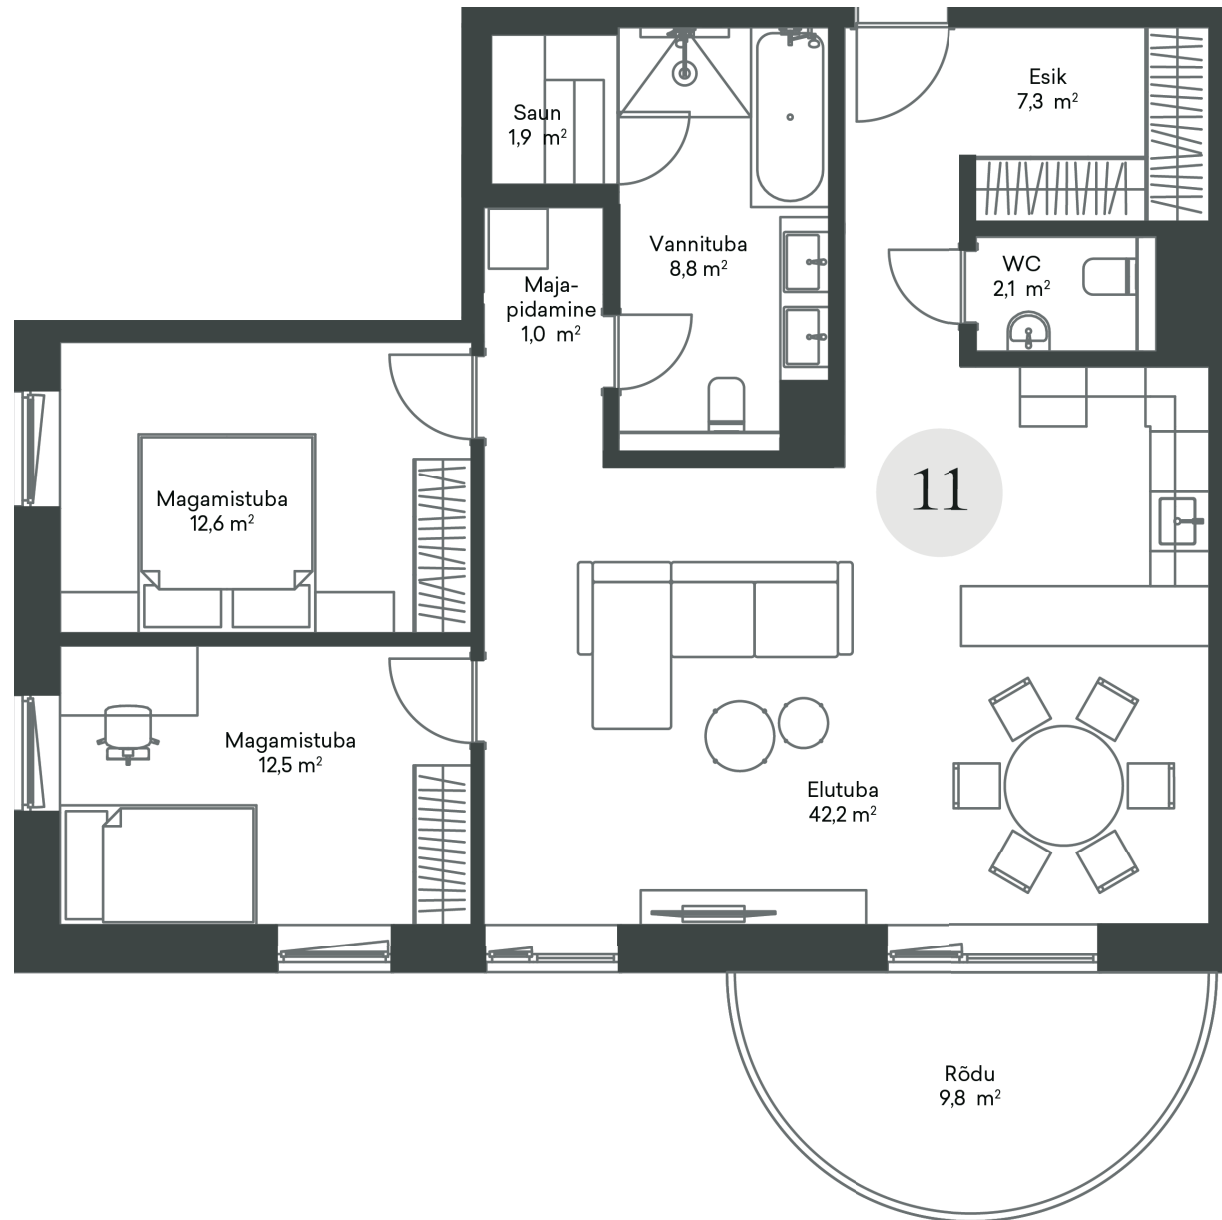 Esik
7,3 m²
Saun
1,9 m²
Vannituba
8,8 m²
WC
2,1 m²
Maja-
pidamine
1,0 m²
11
Magamistuba
12,6 m²
Magamistuba
12,5 m²
Elutuba
42,2 m²
Rõdu
9,8 m²